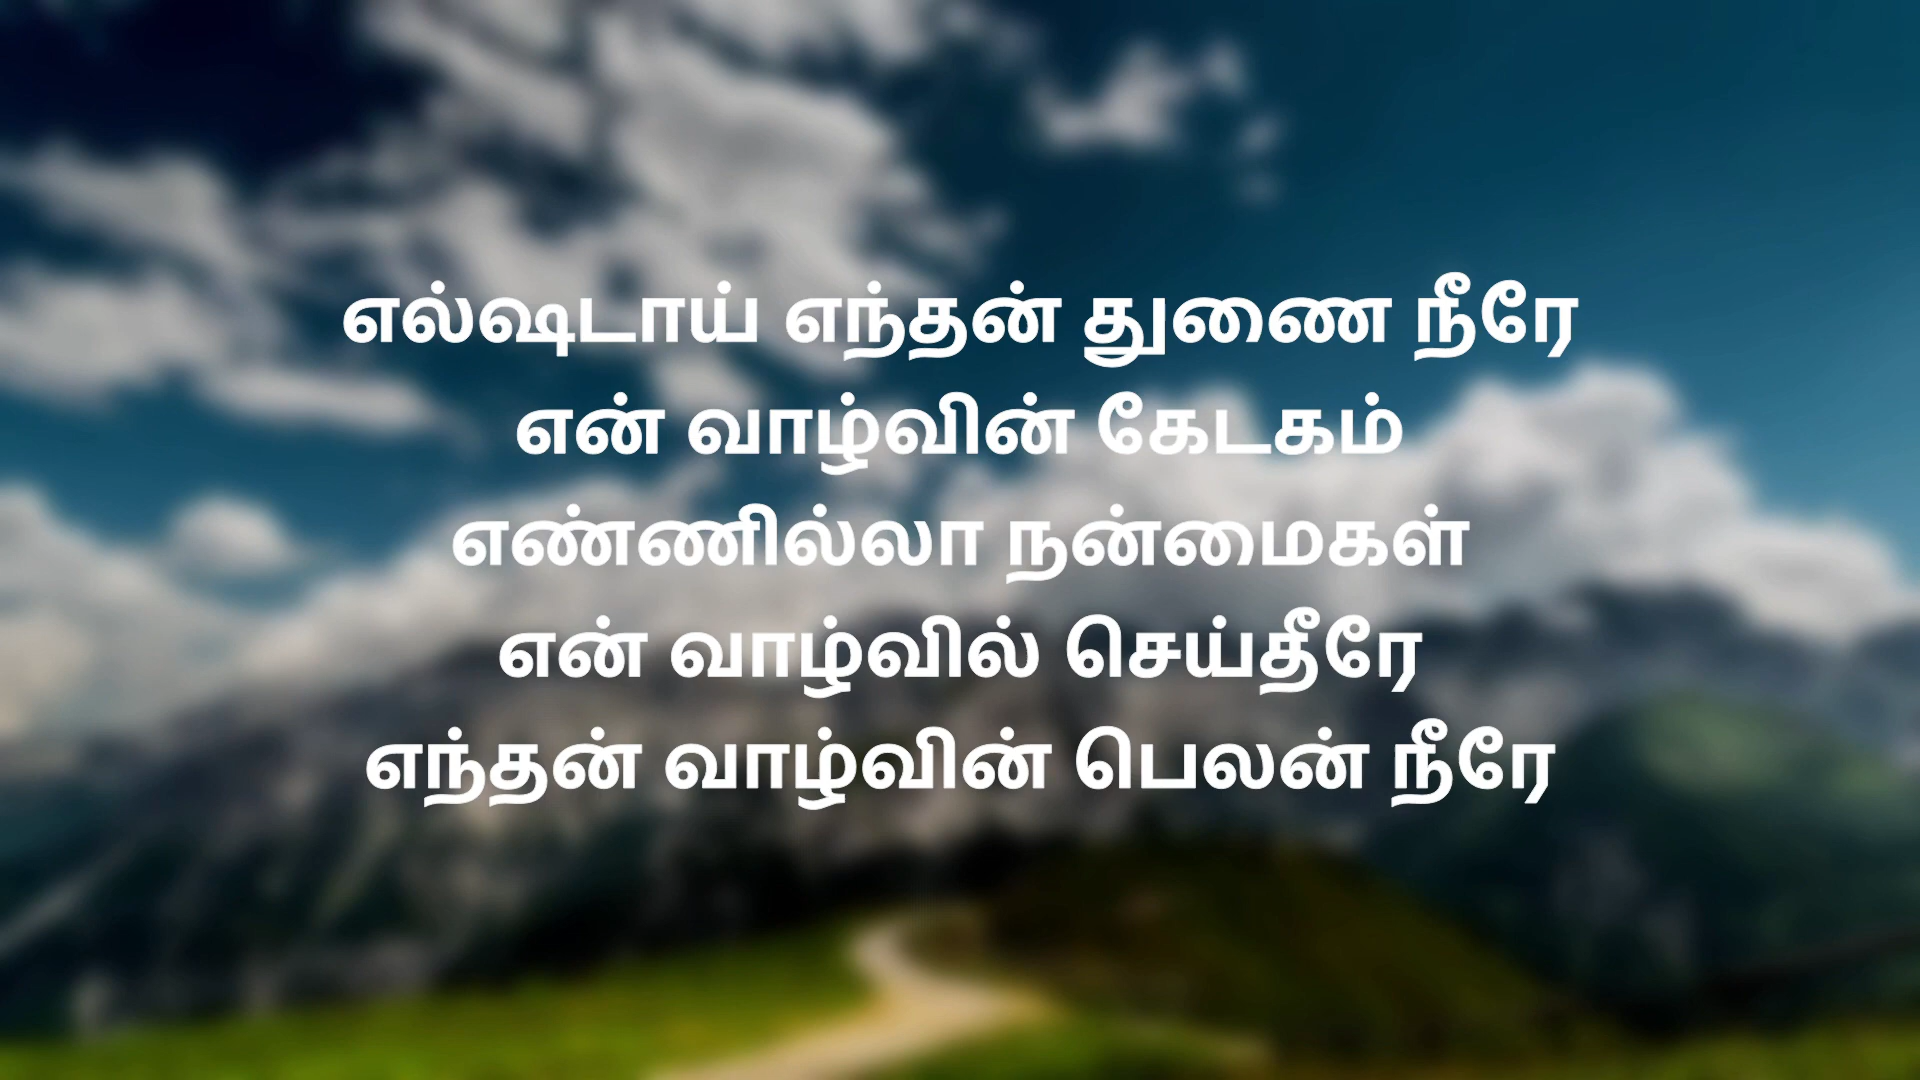 எல்ஷடாய் எந்தன் துணை நீரே
என் வாழ்வின் கேடகம்
எண்ணில்லா நன்மைகள்
என் வாழ்வில் செய்தீரே
எந்தன் வாழ்வின் பெலன் நீரே